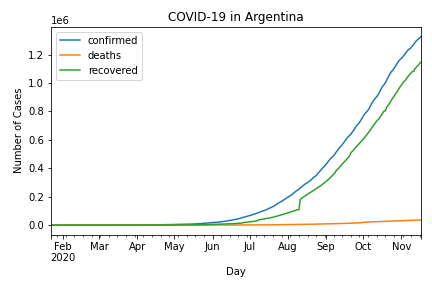 COVID-19 in Argentina
1e6
confirmed
deaths
recovered
1.2
1.0
0.8
0.6
0.4
0.2
0.0
Number of Cases
Feb Mar Apr May Jun Jul Aug Sep Oct Nov
2020
Day